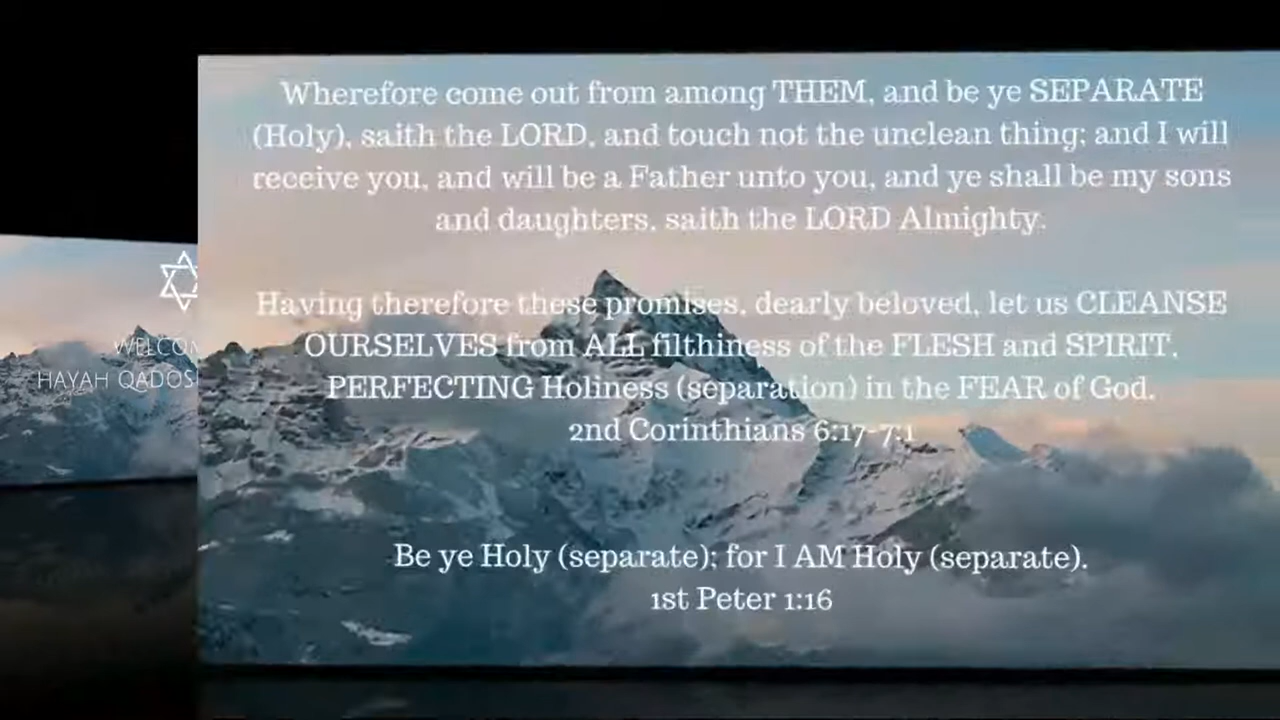 WELCOM
HAYAH QADOS
Wherefore come out from among THEM, and be ye SEPARATE
(Holy), saith the LORD, and touch not the unclean thing; and I will
receive you, and will be a Father unto you, and ye shall be my sons
and daughters, saith the LORD Almighty.
Having therefore these promises, dearly beloved, let us CLEANSE
OURSELVES from ALL filthiness of the FLESH and SPIRIT,
PERFECTING Holiness (separation) in the FEAR of God.
2nd Corinthians 6:17-7:1
Be ye Holy (separate); for I AM Holy (separate).
1st Peter 1:16